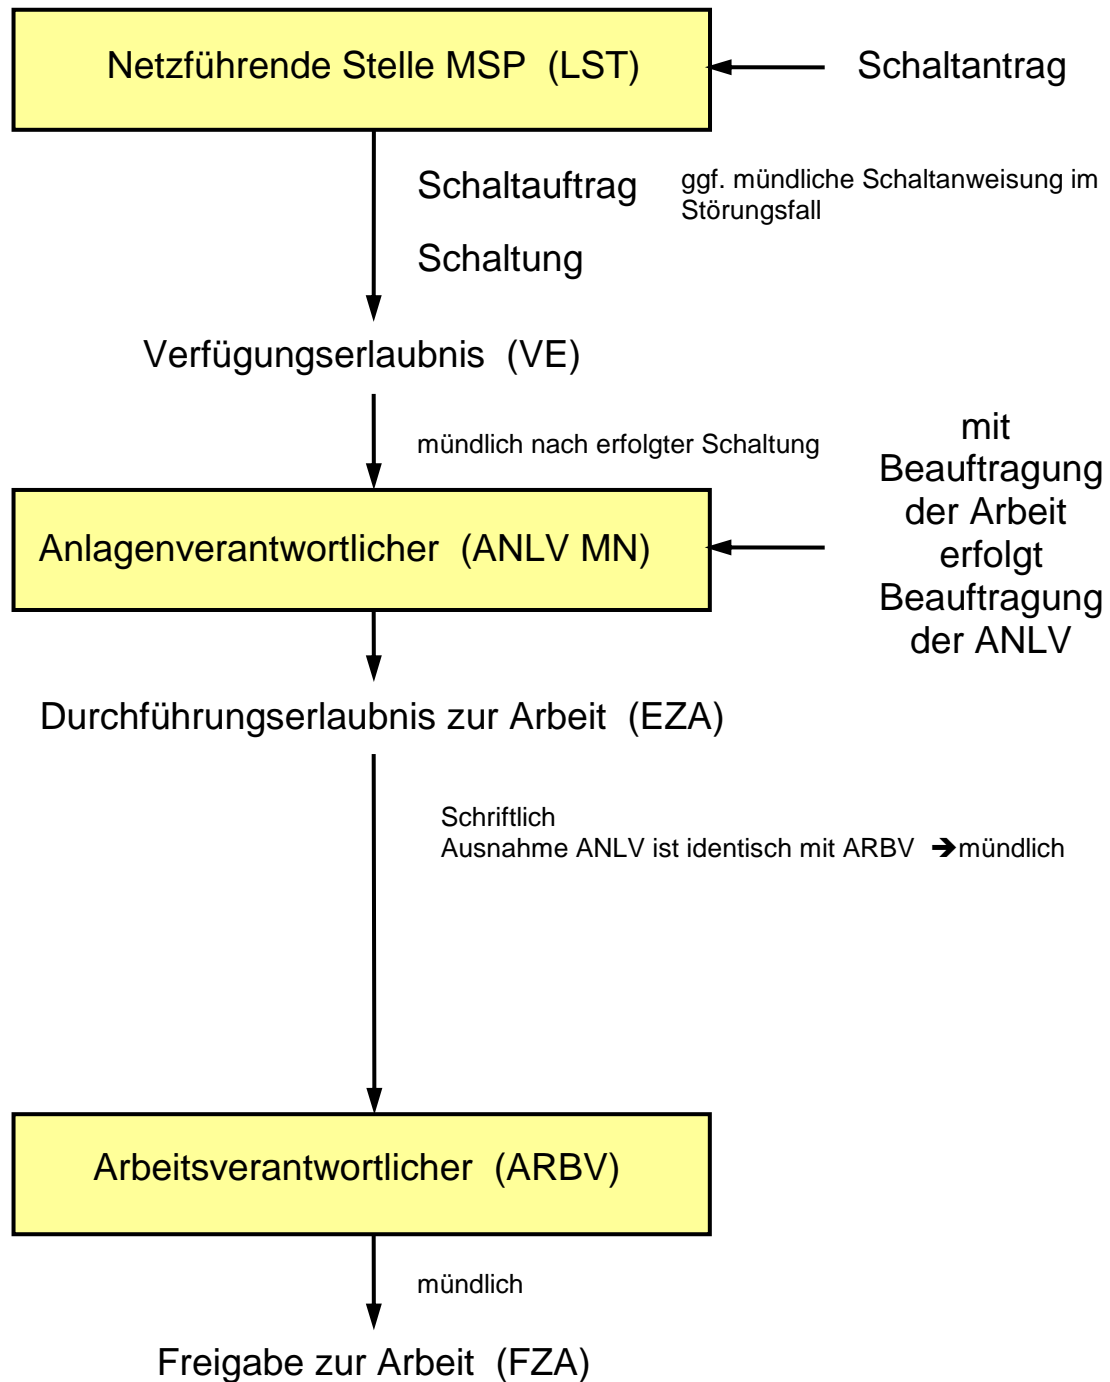 Netzführende Stelle MSP (LST)
Schaltantrag
Schaltauftrag
ggf. mündliche Schaltanweisung im
Störungsfall
Schaltung
Verfügungserlaubnis (VE)
mündlich nach erfolgter Schaltung
mit
Beauftragung
der Arbeit
erfolgt
Beauftragung
der ANLV
Anlagenverantwortlicher (ANLV MN)
Durchführungserlaubnis zur Arbeit (EZA)
Schriftlich
Ausnahme ANLV ist identisch mit ARBV ➔mündlich
Arbeitsverantwortlicher (ARBV)
mündlich
Freigabe zur Arbeit (FZA)